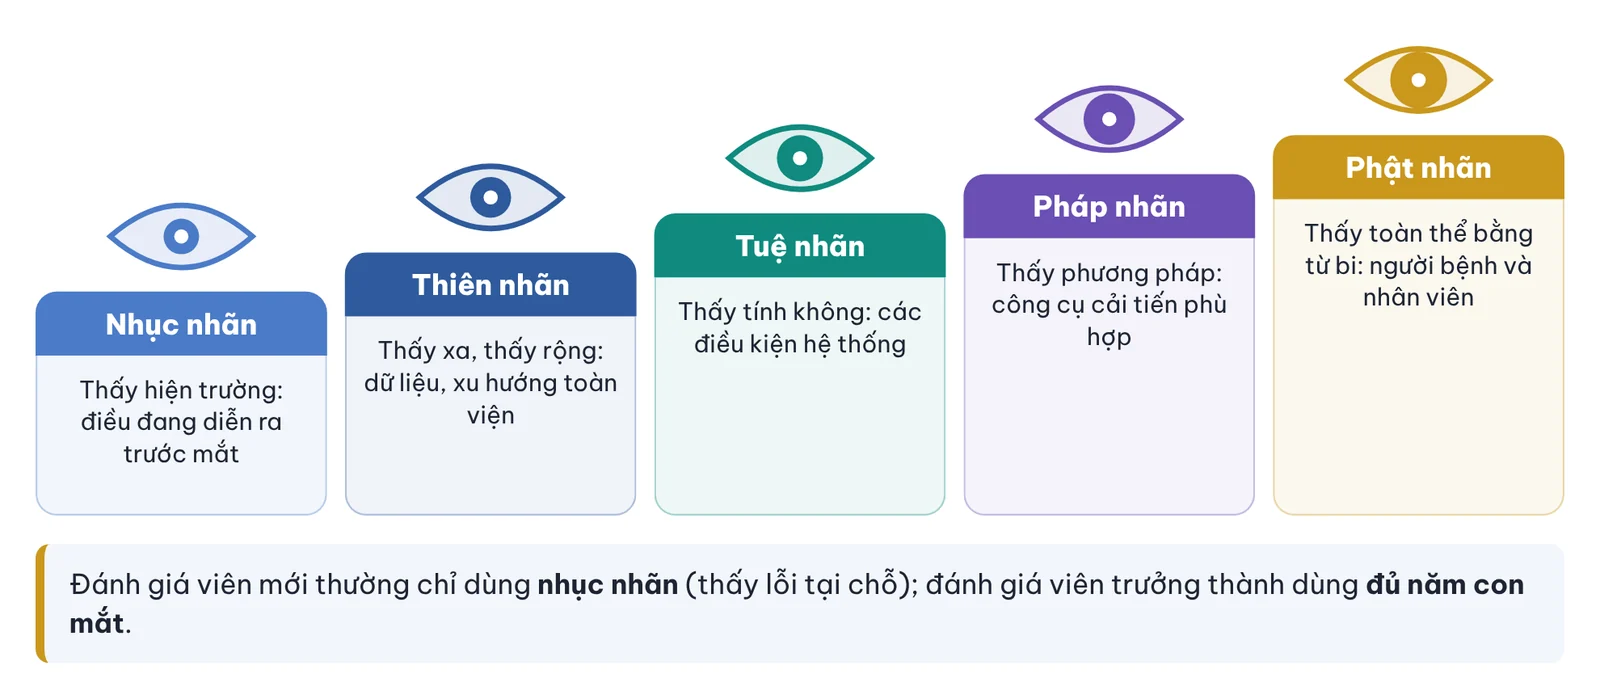 Nhục nhãn
Thấy hiện trường:
điều đang diễn ra
trước mắt
Thiên nhãn
Thấy xa, thấy rộng:
dữ liệu, xu hướng toàn
viện
Tuệ nhãn
Thấy tính không: các
điều kiện hệ thống
Pháp nhãn
Thấy phương pháp:
công cụ cải tiến phù
hợp
Phật nhãn
Thấy toàn thể bằng
từ bi: người bệnh và
nhân viên
Đánh giá viên mới thường chỉ dùng nhục nhãn (thấy lỗi tại chỗ); đánh giá viên trưởng thành dùng đủ năm con
mắt.